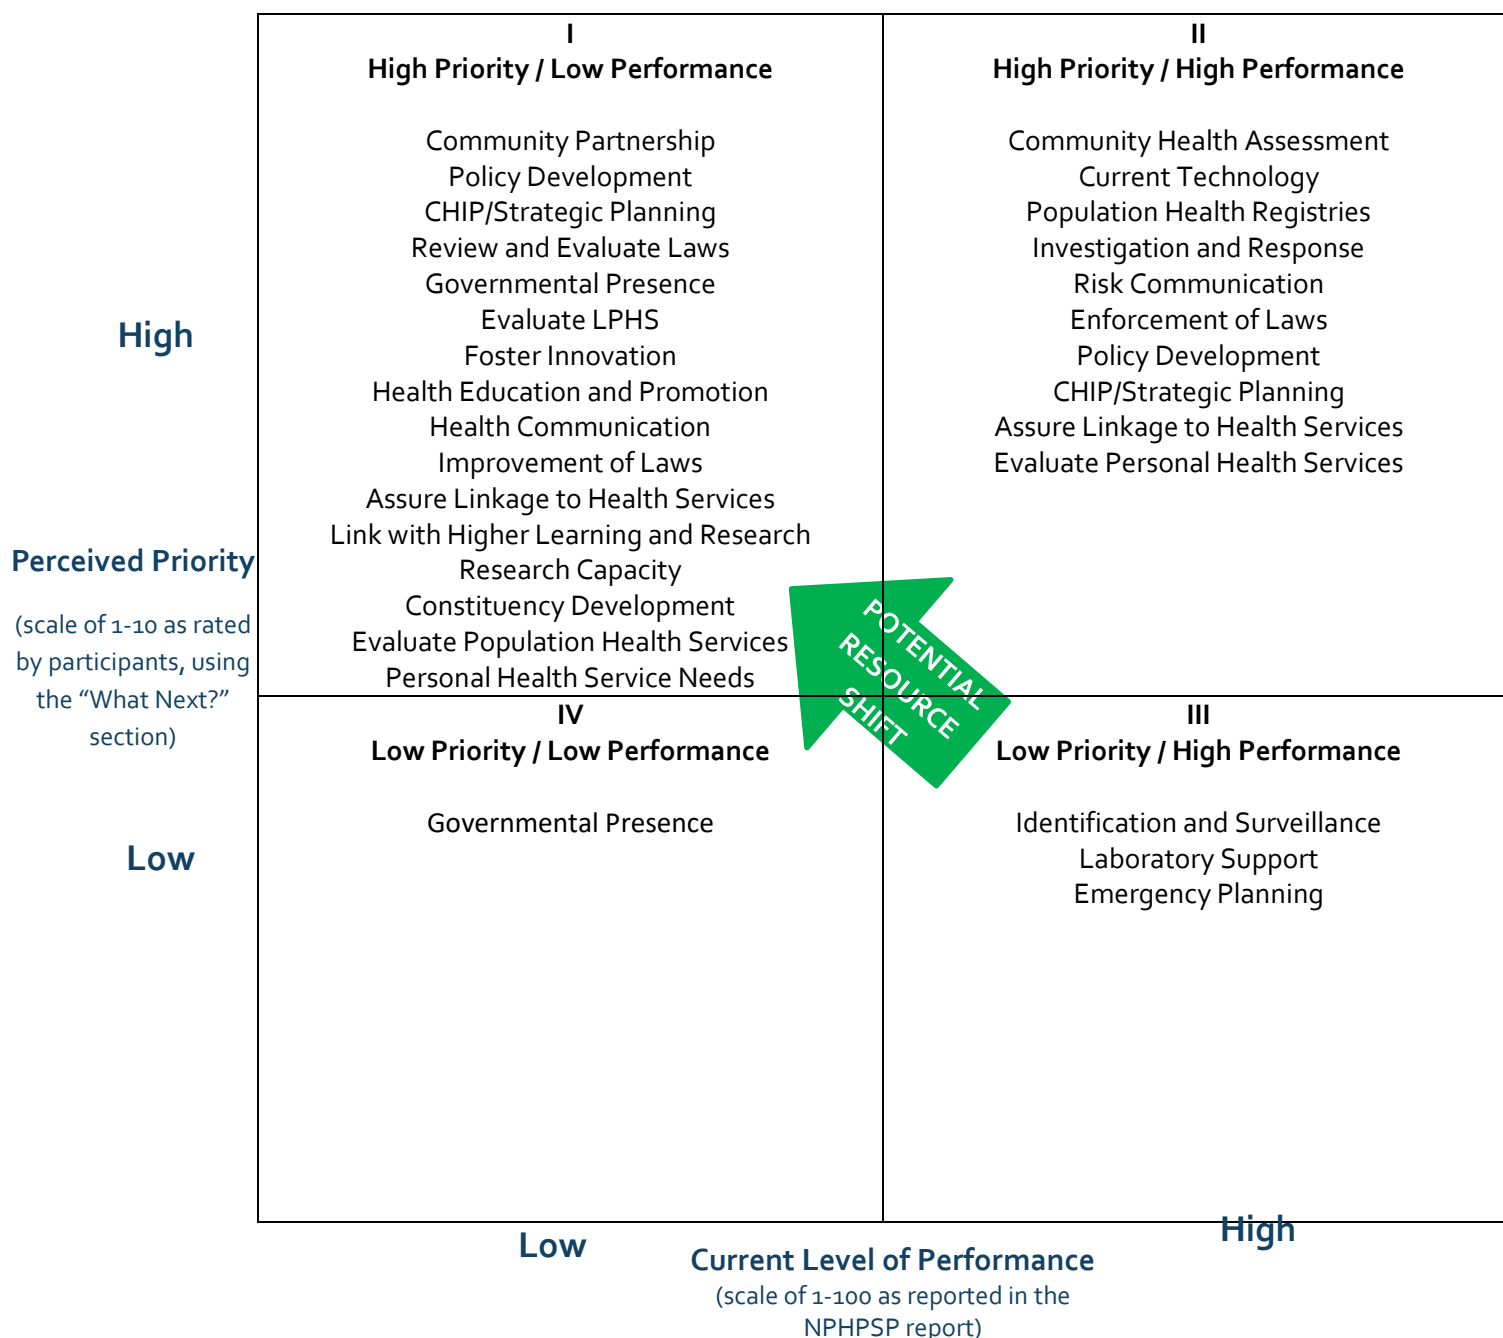 I
High Priority / Low Performance
Community Partnership
Policy Development
CHIP/Strategic Planning
Review and Evaluate Laws
Governmental Presence
Evaluate LPHS
Foster Innovation
Health Education and Promotion
Health Communication
Improvement of Laws
Assure Linkage to Health Services
Link with Higher Learning and Research
Research Capacity
Constituency Development
Evaluate Population Health Services
Personal Health Service Needs
II
High Priority / High Performance
Community Health Assessment
Current Technology
Population Health Registries
Investigation and Response
Risk Communication
Enforcement of Laws
Policy Development
CHIP/Strategic Planning
Assure Linkage to Health Services
Evaluate Personal Health Services
High
Perceived Priority
(scale of 1-10 as rated
by participants, using
the “What Next?”
section)
Low
POTENTIAL
RESOURCE
SHIFT
IV
Low Priority / Low Performance
Governmental Presence
III
Low Priority / High Performance
Identification and Surveillance
Laboratory Support
Emergency Planning
Low
High
Current Level of Performance
(scale of 1-100 as reported in the
NPHPSP report)